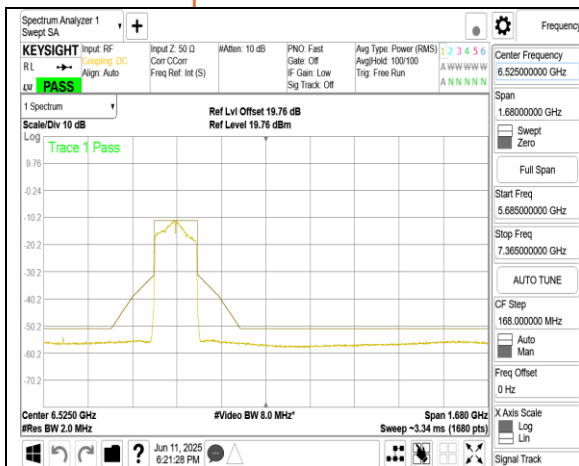 Spectrum Analyzer 1
Swept SA
Frequency
KEYSIGHT
RL
LXI
PASS
Input: RF
Coupling: DC
Align: Auto
Input Z: 50 Ω
Corr CCorr
Freq Ref: Int (S)
#Atten: 10 dB
PNO: Fast
Gate: Off
IF Gain: Low
Sig Track: Off
Avg Type: Power (RMS)
Avg|Hold: 100/100
Trig: Free Run
1 2 3 4 5 6
A W W W W W
A N N N N N
1 Spectrum
Scale/Div 10 dB
Ref Lvl Offset 19.76 dB
Ref Level 19.76 dBm
Log
Trace 1 Pass
9.76
-0.24
-10.2
-20.2
-30.2
-40.2
-50.2
-60.2
-70.2
Center 6.5250 GHz
#Res BW 2.0 MHz
#Video BW 8.0 MHz*
Span 1.680 GHz
Sweep ~3.34 ms (1680 pts)
Jun 11, 2025
6:21:28 PM
Center Frequency
6.525000000 GHz
Span
1.68000000 GHz
Swept
Zero
Full Span
Start Freq
5.685000000 GHz
Stop Freq
7.365000000 GHz
AUTO TUNE
CF Step
168.000000 MHz
Auto
Man
Freq Offset
0 Hz
X Axis Scale
Log
Lin
Signal Track